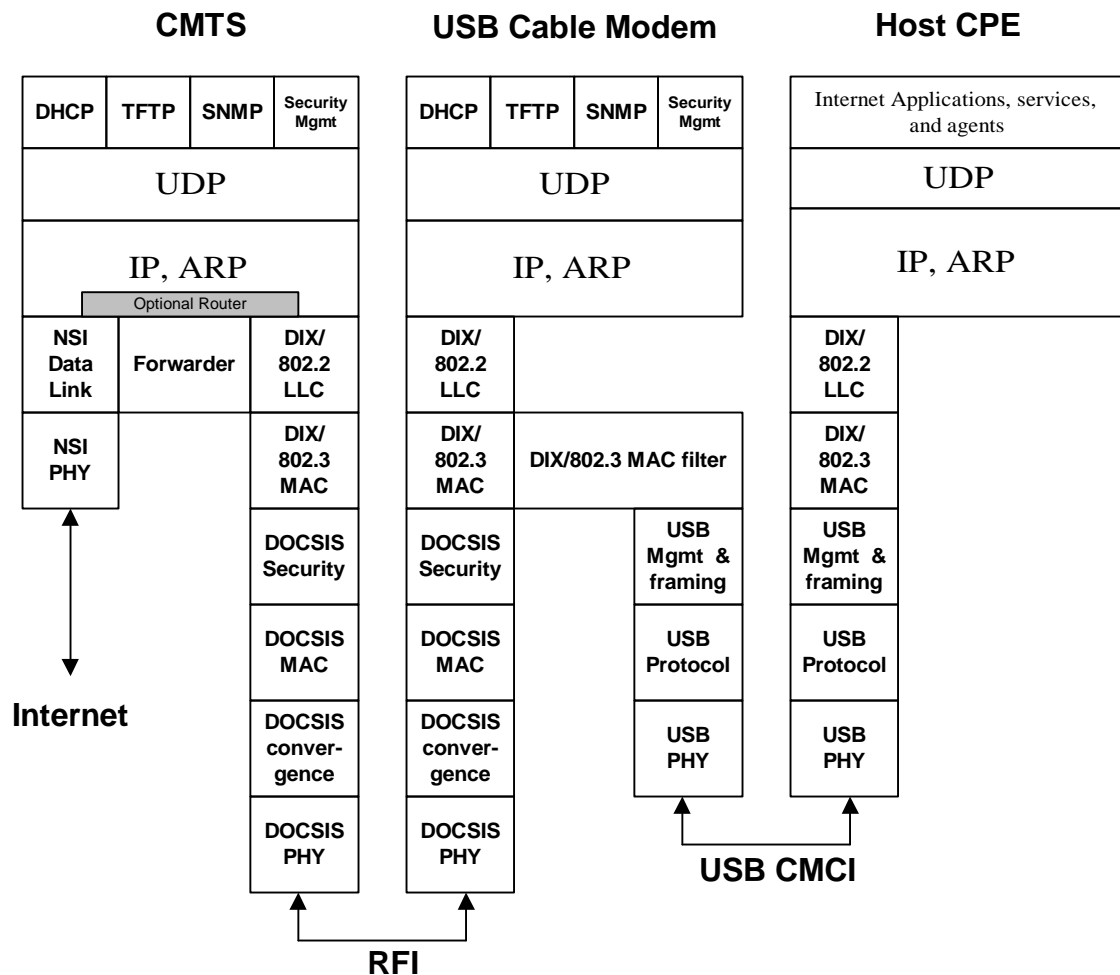 CMTS
USB Cable Modem
Host CPE
DHCP
TFTP
SNMP
Security
Mgmt
UDP
IP, ARP
Optional Router
NSI
Data
Link
Forwarder
DIX/
802.2
LLC
NSI
PHY
DIX/
802.3
MAC
DOCSIS
Security
DOCSIS
MAC
DOCSIS
conver-
gence
DOCSIS
PHY
Internet
DHCP
TFTP
SNMP
Security
Mgmt
UDP
IP, ARP
DIX/
802.2
LLC
DIX/
802.3
MAC
DIX/802.3 MAC filter
DOCSIS
Security
DOCSIS
MAC
DOCSIS
conver-
gence
DOCSIS
PHY
USB
Mgmt &
framing
USB
Protocol
USB
PHY
Internet Applications, services,
and agents
UDP
IP, ARP
DIX/
802.2
LLC
DIX/
802.3
MAC
USB
Mgmt &
framing
USB
Protocol
USB
PHY
USB CMCI
RFI